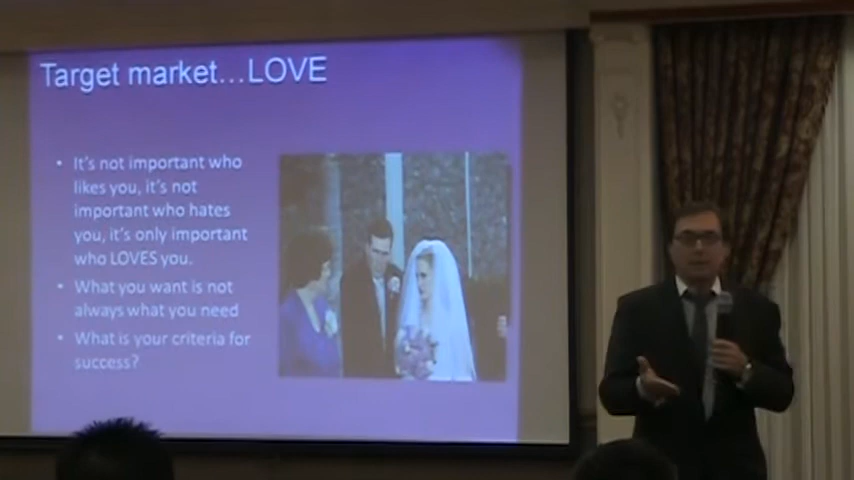 Target market...LOVE
• It's not important who
likes you, it's not
important who hates
you, it's only important
who LOVES you.
• What you want is not
always what you need
• What is your criteria for
success?